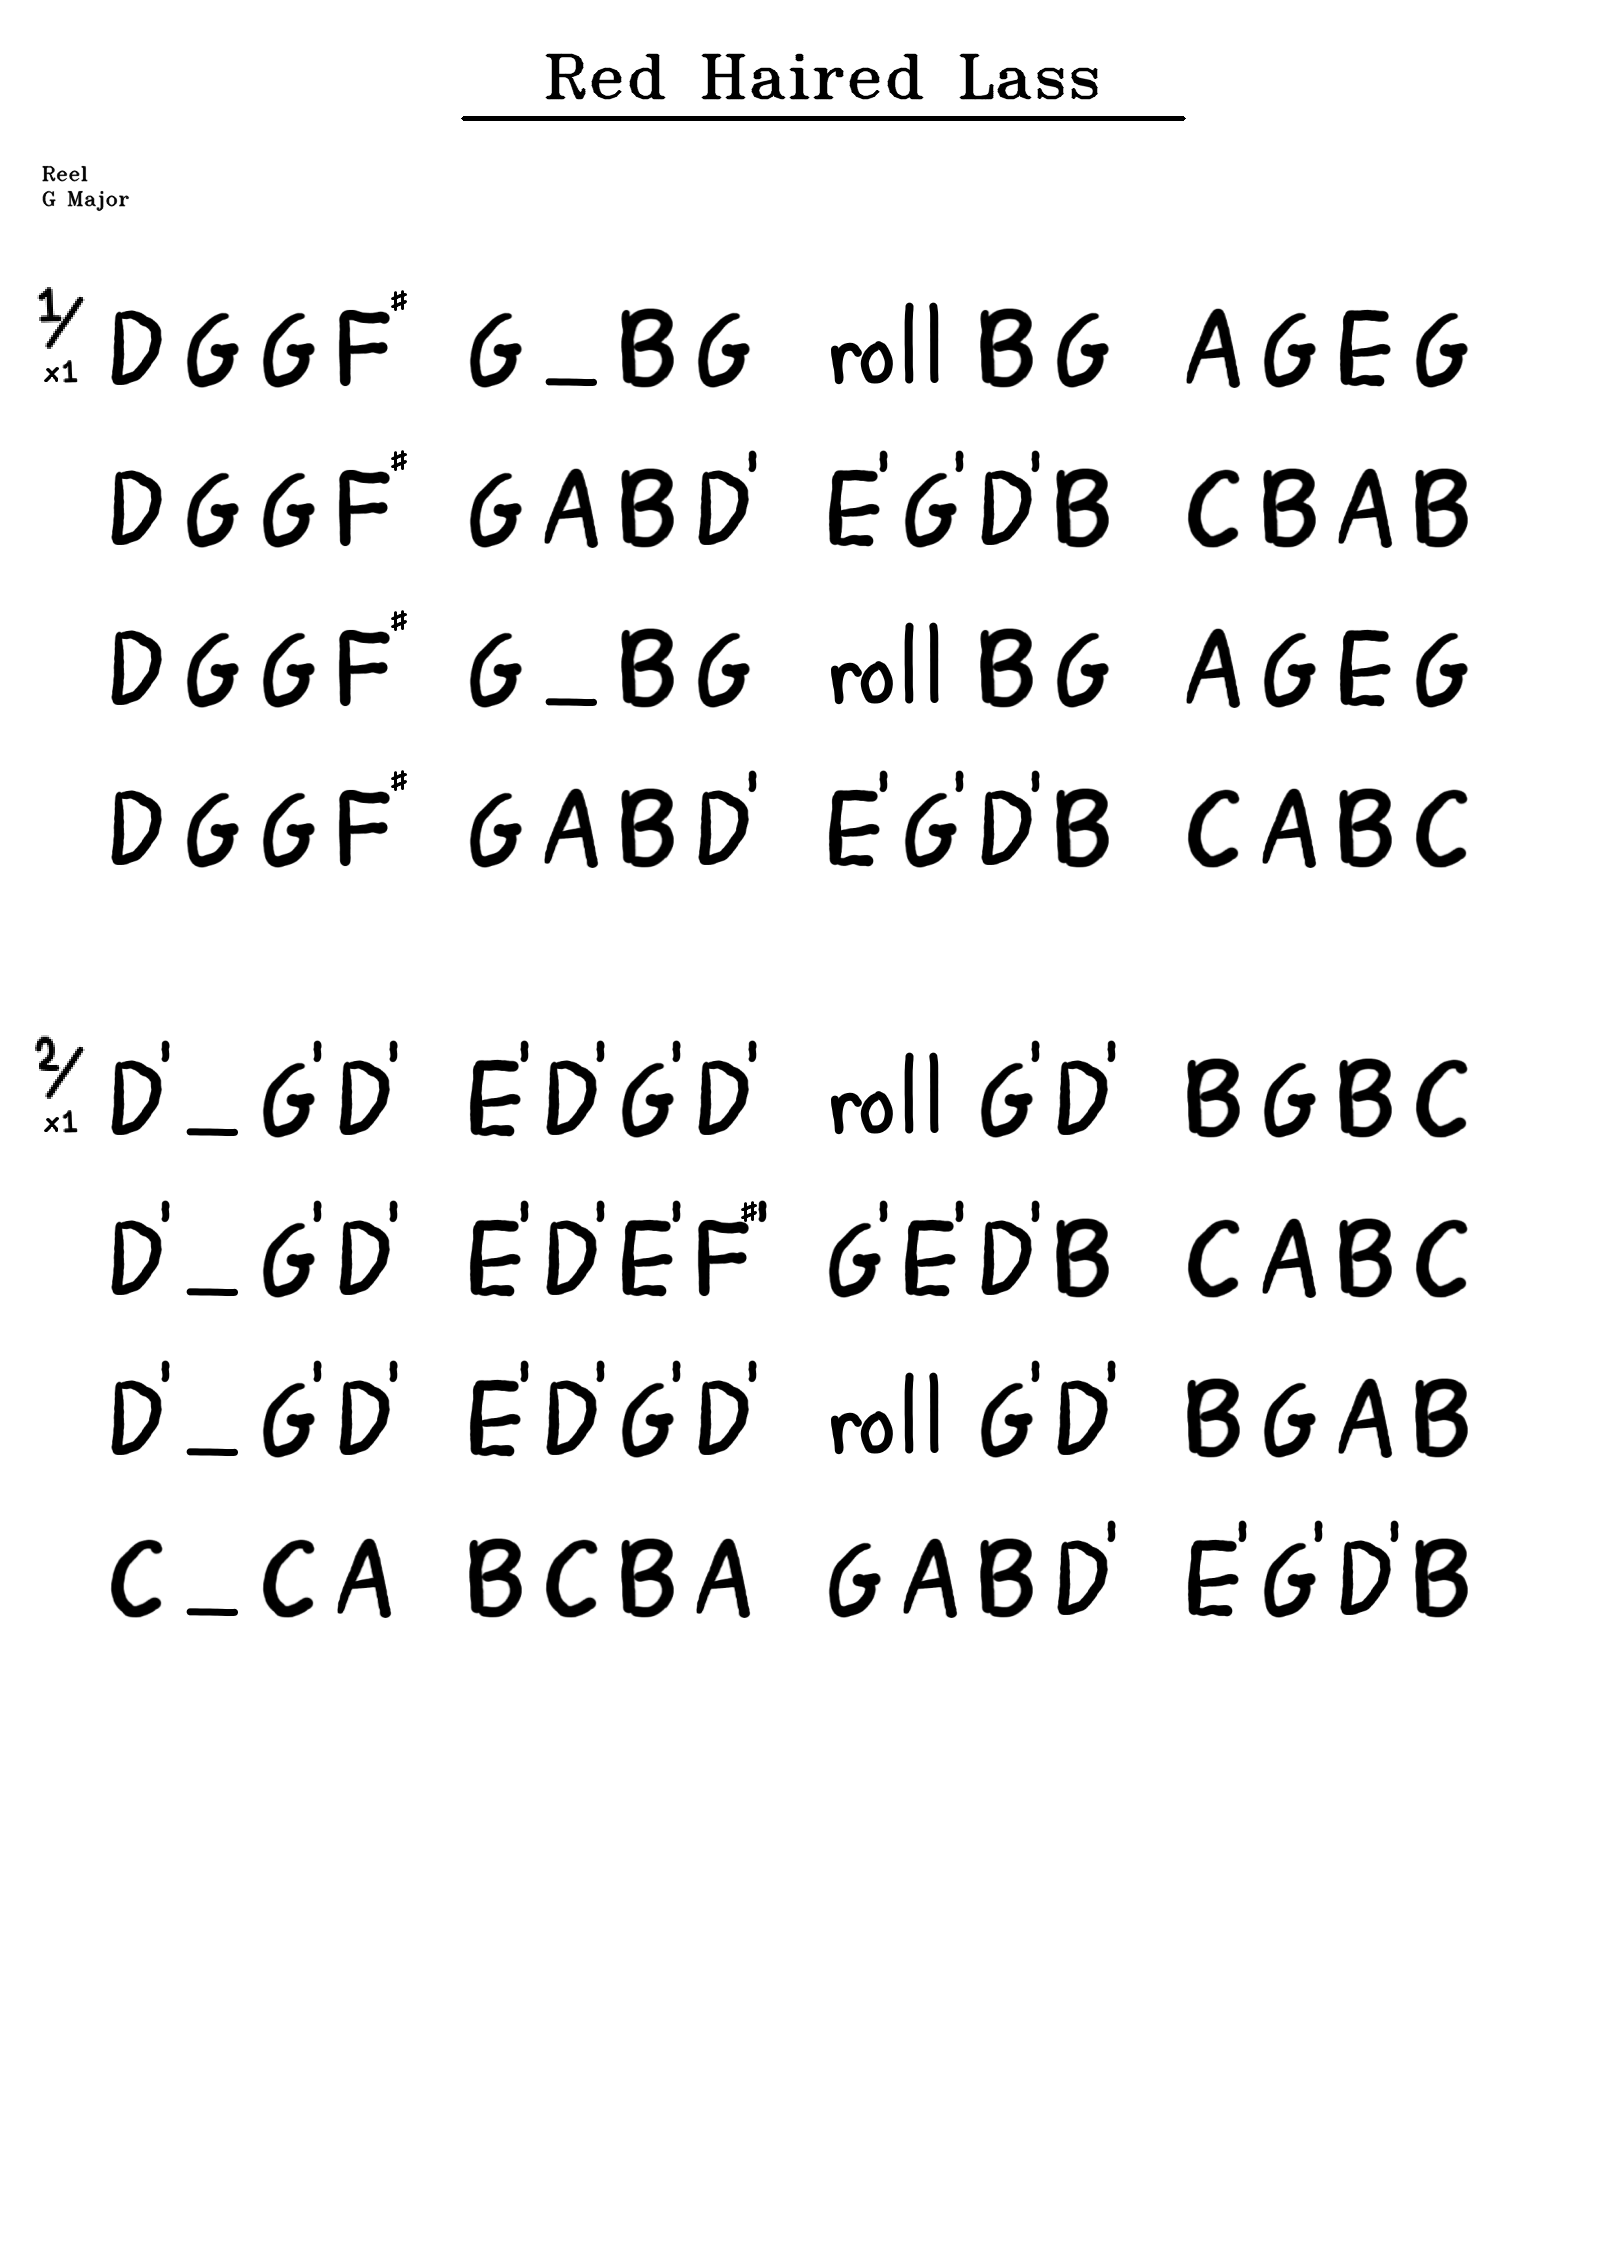 Red Haired Lass
Reel
G Major
1/ x1 D G G F# G _ B G roll B G A G E G
D G G F# G A B D' E' G' D' B C B A B
D G G F# G _ B G roll B G A G E G
D G G F# G A B D' E' G' D' B C A B C
2/ x1 D' _ G' D' E' D' G' D' roll G' D' B G B C
D' _ G' D' E' D' E' F#' G' E' D' B C A B C
D' _ G' D' E' D' G' D' roll G' D' B G A B
C _ C A B C B A G A B D' E' G' D' B